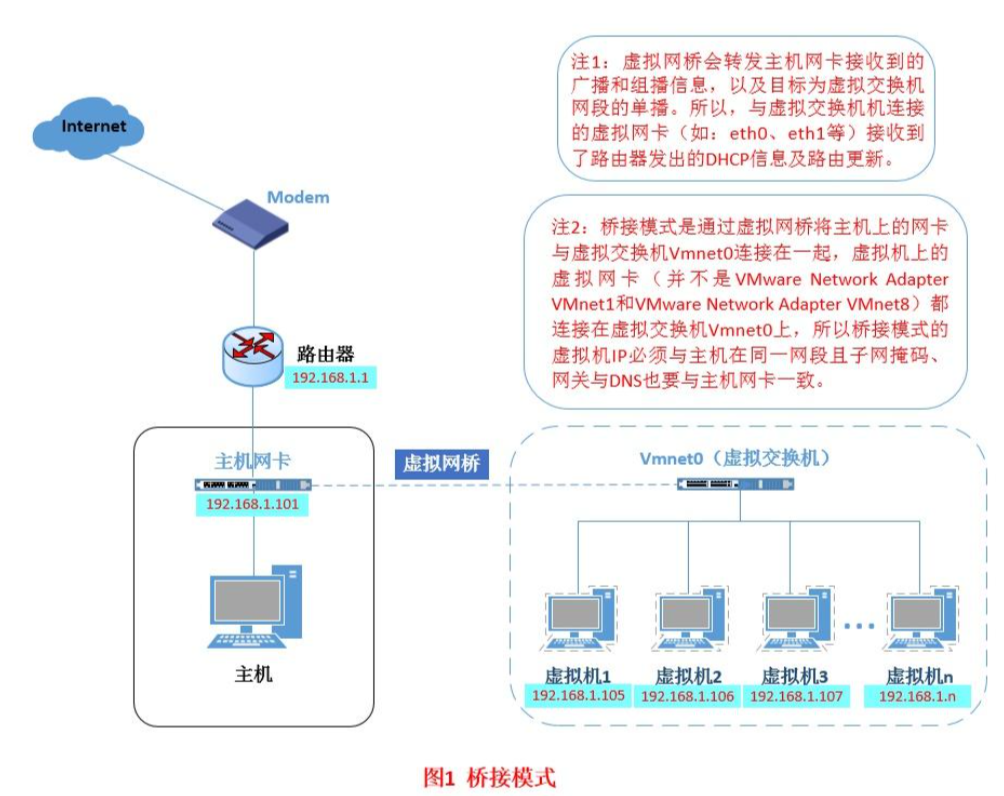 注1：虚拟网桥会转发主机网卡接收到的
广播和组播信息，以及目标为虚拟交换机
网段的单播。所以，与虚拟交换机机连接
的虚拟网卡（如：eth0、eth1等）接收到
了路由器发出的DHCP信息及路由更新。
Internet
Modem
注2：桥接模式是通过虚拟网桥将主机上的网卡
与虚拟交换机Vmnet0连接在一起，虚拟机上的
虚拟网卡（并不是VMware Network Adapter
VMnet1和VMware Network Adapter VMnet8）都
连接在虚拟交换机Vmnet0上，所以桥接模式的
虚拟机IP必须与主机在同一网段且子网掩码、
网关与DNS也要与主机网卡一致。
路由器
192.168.1.1
主机网卡
192.168.1.101
虚拟网桥
Vmnet0（虚拟交换机）
主机
虚拟机1
192.168.1.105
虚拟机2
192.168.1.106
虚拟机3
192.168.1.107
虚拟机n
192.168.1.n
图1 桥接模式